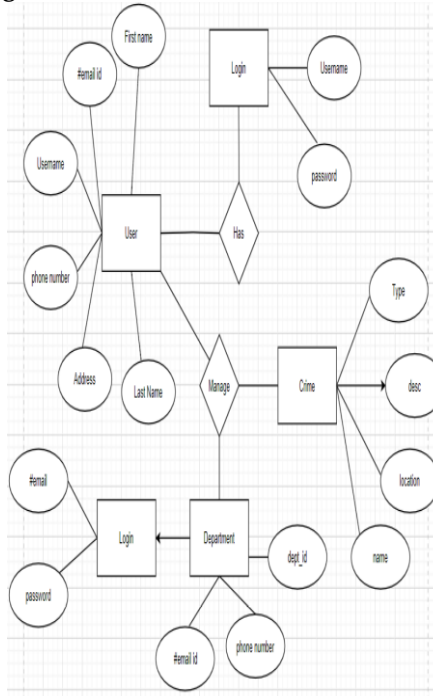 First name
#email id
Login
Username
Username
password
User
Has
phone number
Type
Address
Last Name
Manage
Crime
desc
#email
location
Login
Department
dept_id
name
password
#email id
phone number